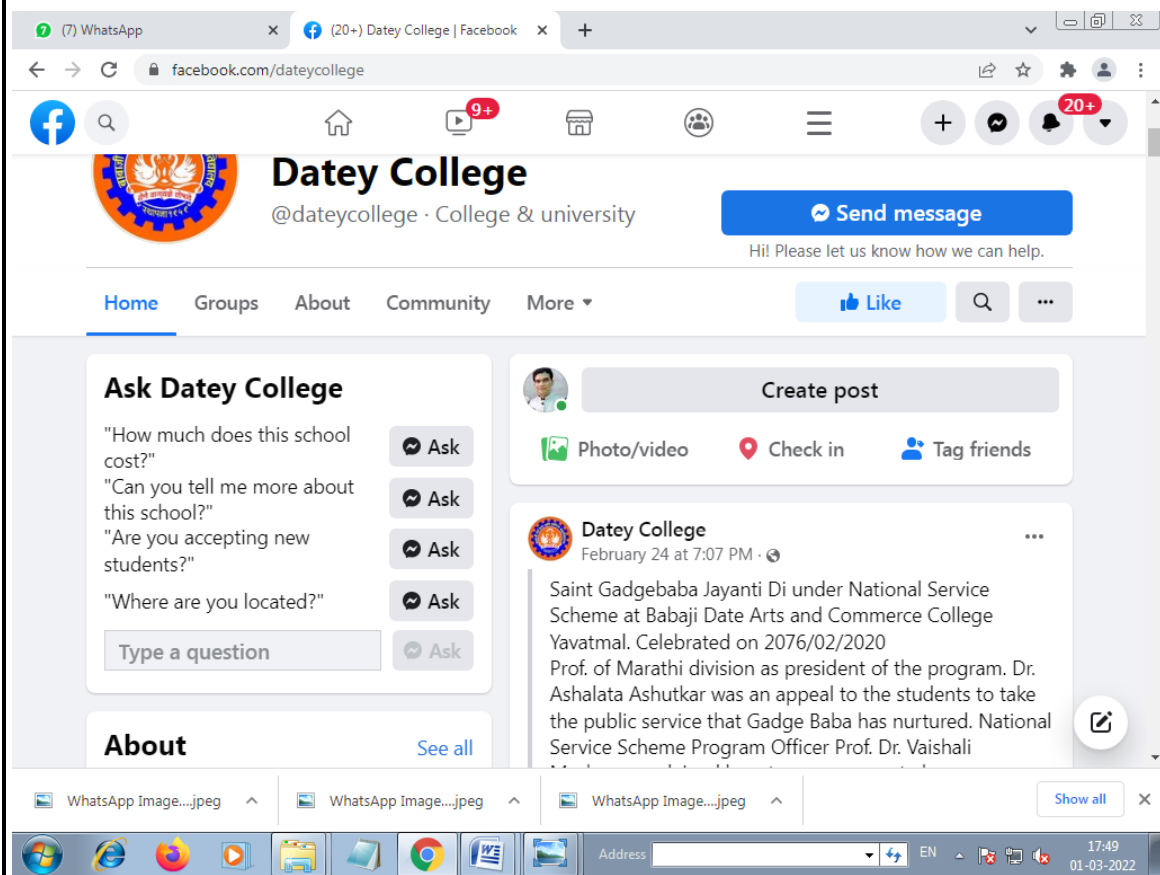 (7) WhatsApp
(20+) Datey College | Facebook
facebook.com/dateycollege
9+
20+
Datey College
@dateycollege · College & university
Send message
Hi! Please let us know how we can help.
Home Groups About Community More
Like
Ask Datey College
"How much does this school
cost?"
Ask
"Can you tell me more about
this school?"
Ask
"Are you accepting new
students?"
Ask
"Where are you located?"
Ask
Type a question
Ask
About
See all
Create post
Photo/video
Check in
Tag friends
Datey College
February 24 at 7:07 PM ·
Saint Gadgebaba Jayanti Di under National Service
Scheme at Babaji Date Arts and Commerce College
Yavatmal. Celebrated on 2076/02/2020
Prof. of Marathi division as president of the program. Dr.
Ashalata Ashutkar was an appeal to the students to take
the public service that Gadge Baba has nurtured. National
Service Scheme Program Officer Prof. Dr. Vaishali
WhatsApp Image....jpeg
WhatsApp Image....jpeg
WhatsApp Image....jpeg
Show all
Address
EN
17:49
01-03-2022